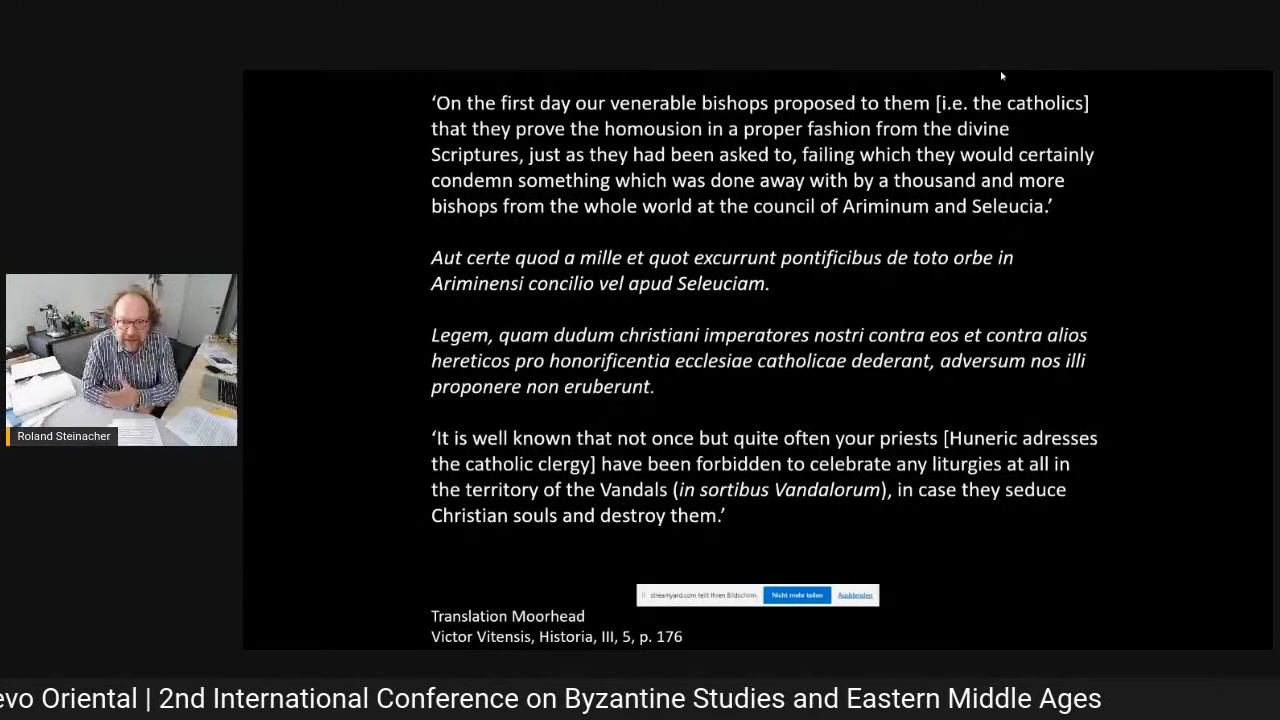 ‘On the first day our venerable bishops proposed to them [i.e. the catholics]
that they prove the homousion in a proper fashion from the divine
Scriptures, just as they had been asked to, failing which they would certainly
condemn something which was done away with by a thousand and more
bishops from the whole world at the council of Ariminum and Seleucia.’
Aut certe quod a mille et quot excurrunt pontificibus de toto orbe in
Ariminensi concilio vel apud Seleuciam.
Legem, quam dudum christiani imperatores nostri contra eos et contra alios
hereticos pro honorificentia ecclesiae catholicae dederant, adversum nos illi
proponere non eruberunt.
‘It is well known that not once but quite often your priests [Huneric adresses
the catholic clergy] have been forbidden to celebrate any liturgies at all in
the territory of the Vandals (in sortibus Vandalorum), in case they seduce
Christian souls and destroy them.’
streamyard.com teilt Ihren Bildschirm. Nicht mehr teilen Ausblenden
Translation Moorhead
Victor Vitensis, Historia, III, 5, p. 176
Roland Steinacher
evo Oriental | 2nd International Conference on Byzantine Studies and Eastern Middle Ages